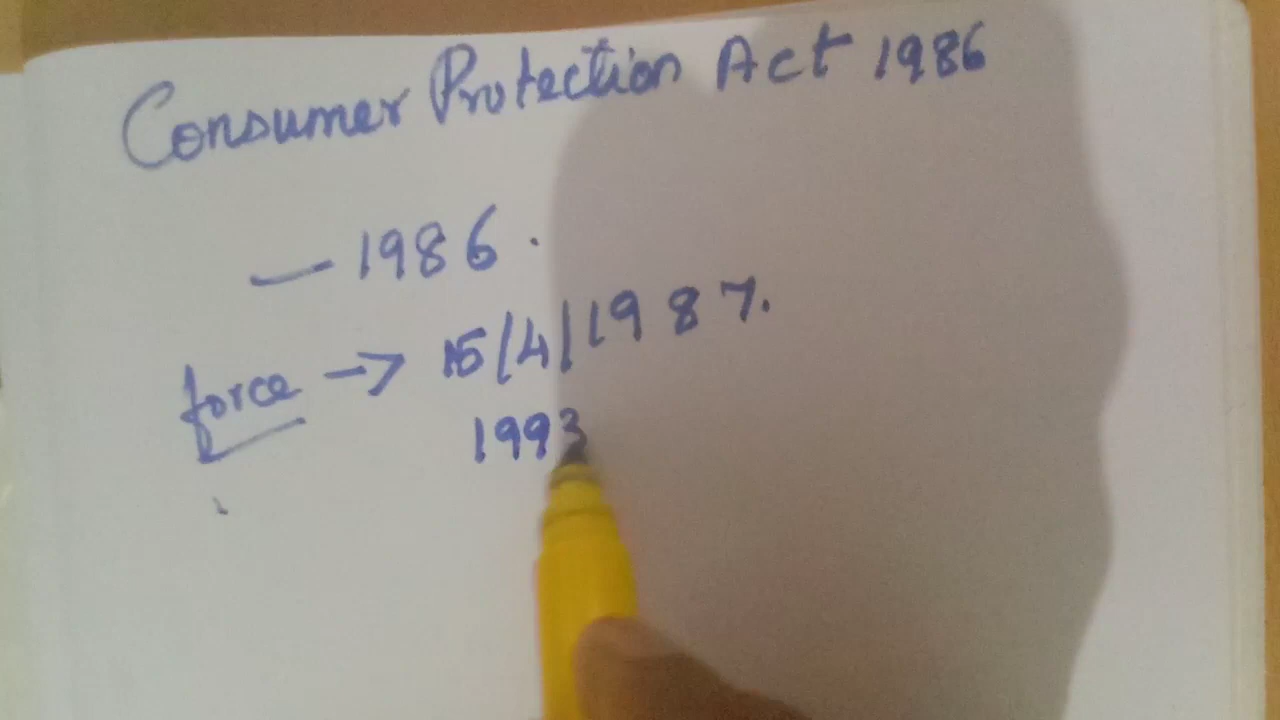 Consumer Protection Act 1986
— 1986.
force → 15/4/1987.
1993